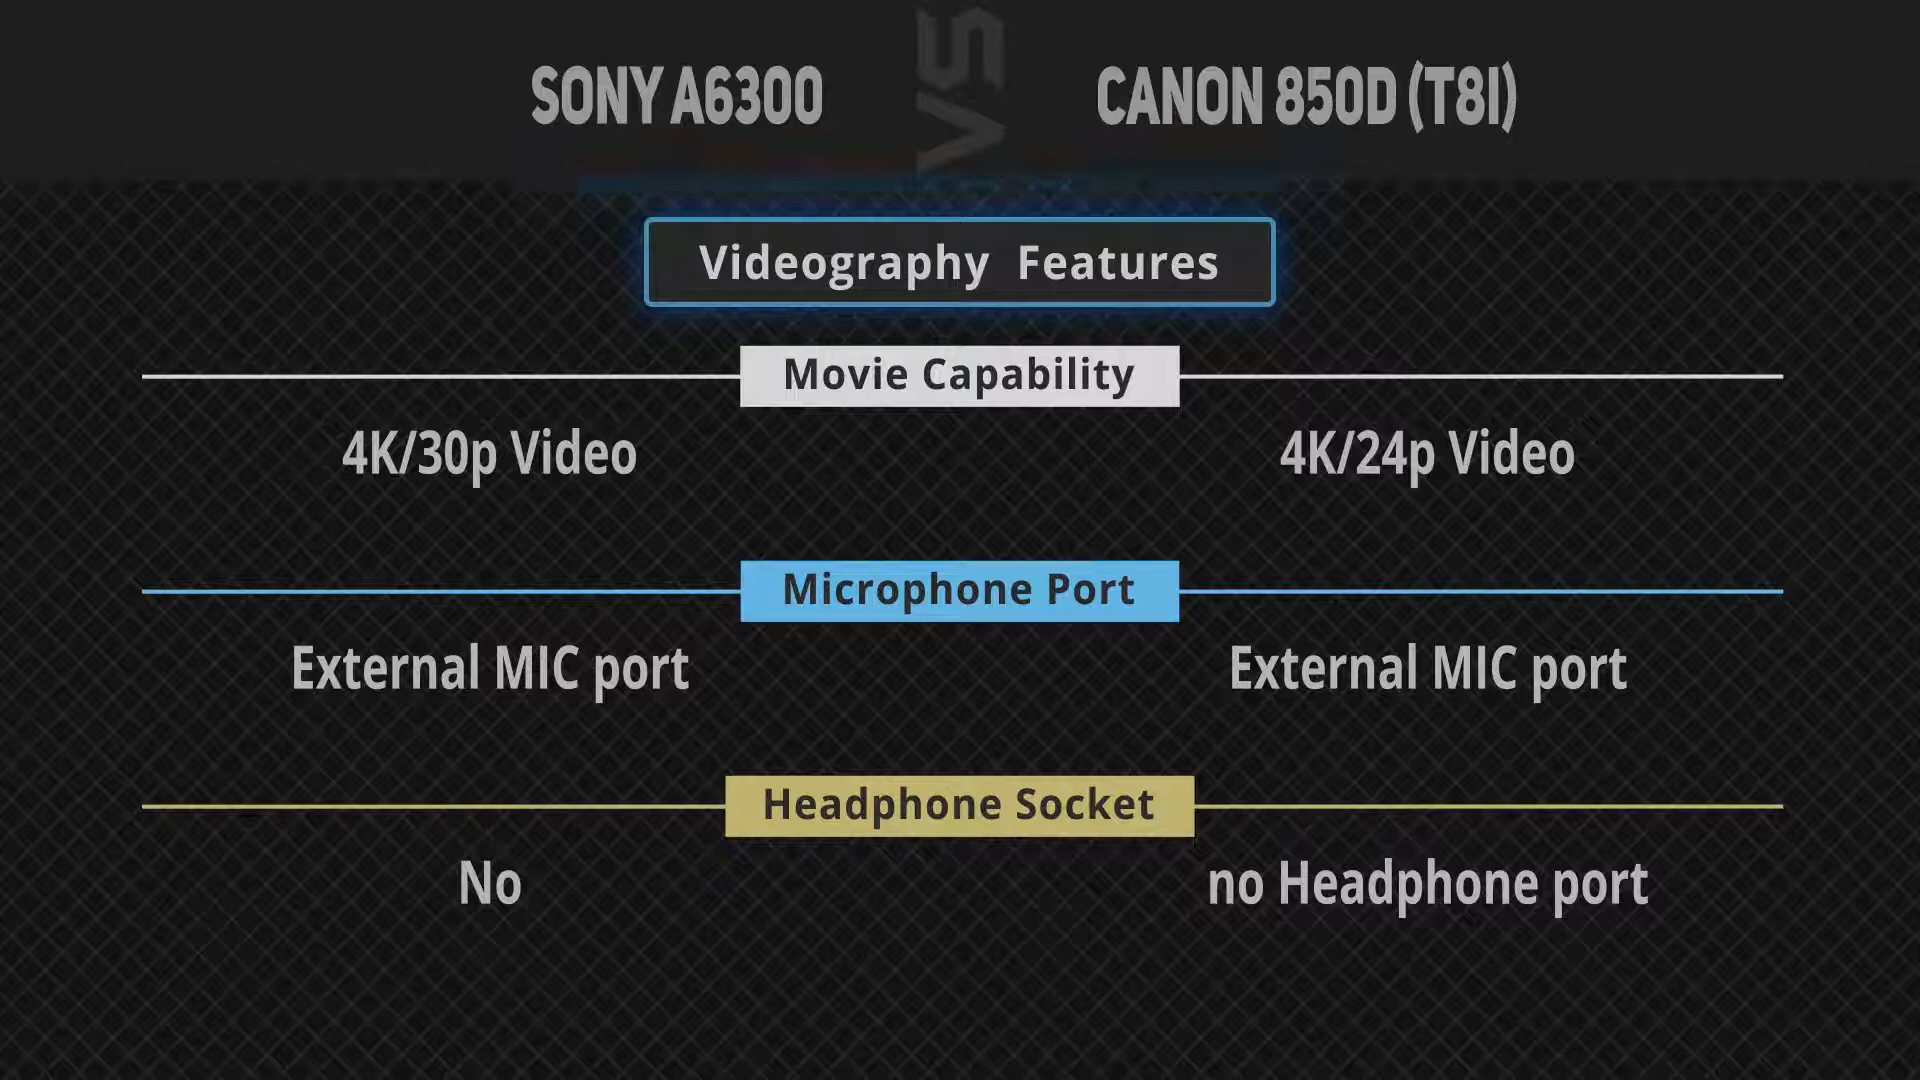 SONY A6300
VS
CANON 850D (T8I)
Videography Features
Movie Capability
4K/30p Video
4K/24p Video
Microphone Port
External MIC port
External MIC port
Headphone Socket
No
no Headphone port